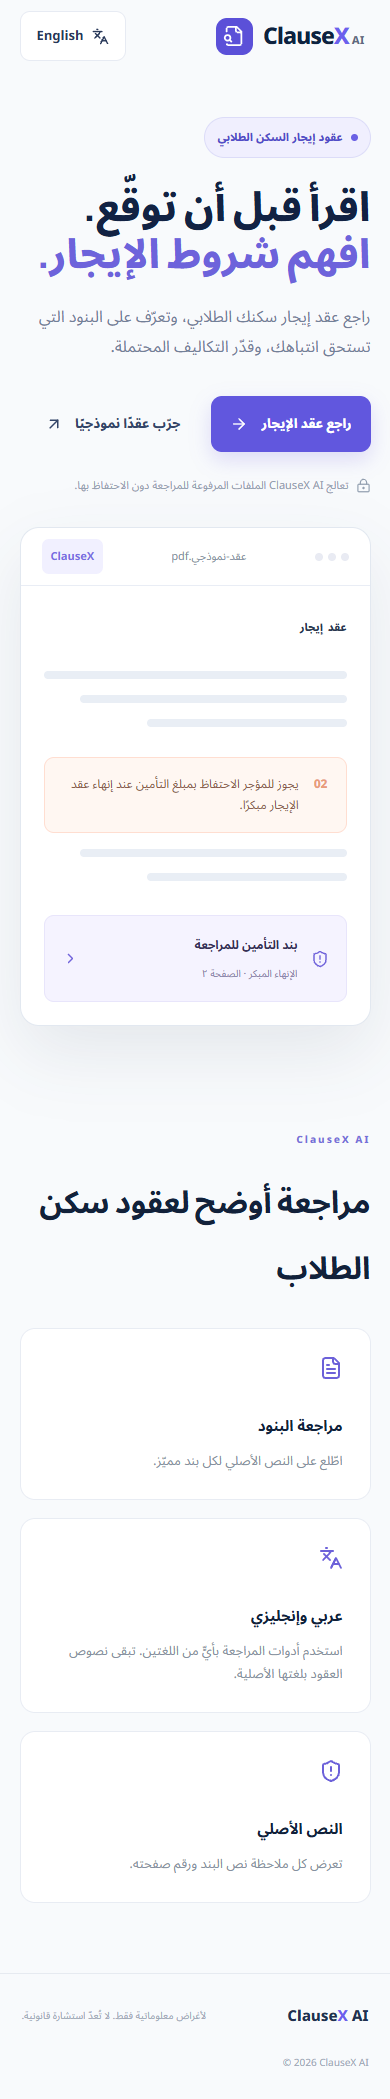 ClauseX AI
English
عقود إيجار السكن الطلابي
اقرأ قبل أن توقّع.
افهم شروط الإيجار.
راجع عقد إيجار سكنك الطلابي، وتعرّف على البنود التي
تستحق انتباهك، وقدّر التكاليف المحتملة.
راجع عقد الإيجار
جرّب عقدًا نموذجيًا
تعالج ClauseX AI الملفات المرفوعة للمراجعة دون الاحتفاظ بها.
عقد-نموذجي.pdf
ClauseX
عقد إيجار
02
يجوز للمؤجر الاحتفاظ بمبلغ التأمين عند إنهاء عقد
الإيجار مبكرًا.
بند التأمين للمراجعة
الإنهاء المبكر · الصفحة ٢
ClauseX AI
مراجعة أوضح لعقود سكن
الطلاب
مراجعة البنود
اطّلع على النص الأصلي لكل بند مميّز.
عربي وإنجليزي
استخدم أدوات المراجعة بأيٍّ من اللغتين. تبقى نصوص
العقود بلغتها الأصلية.
النص الأصلي
تعرض كل ملاحظة نص البند ورقم صفحته.
ClauseX AI
لأغراض معلوماتية فقط. لا تُعدّ استشارة قانونية.
© 2026 ClauseX AI